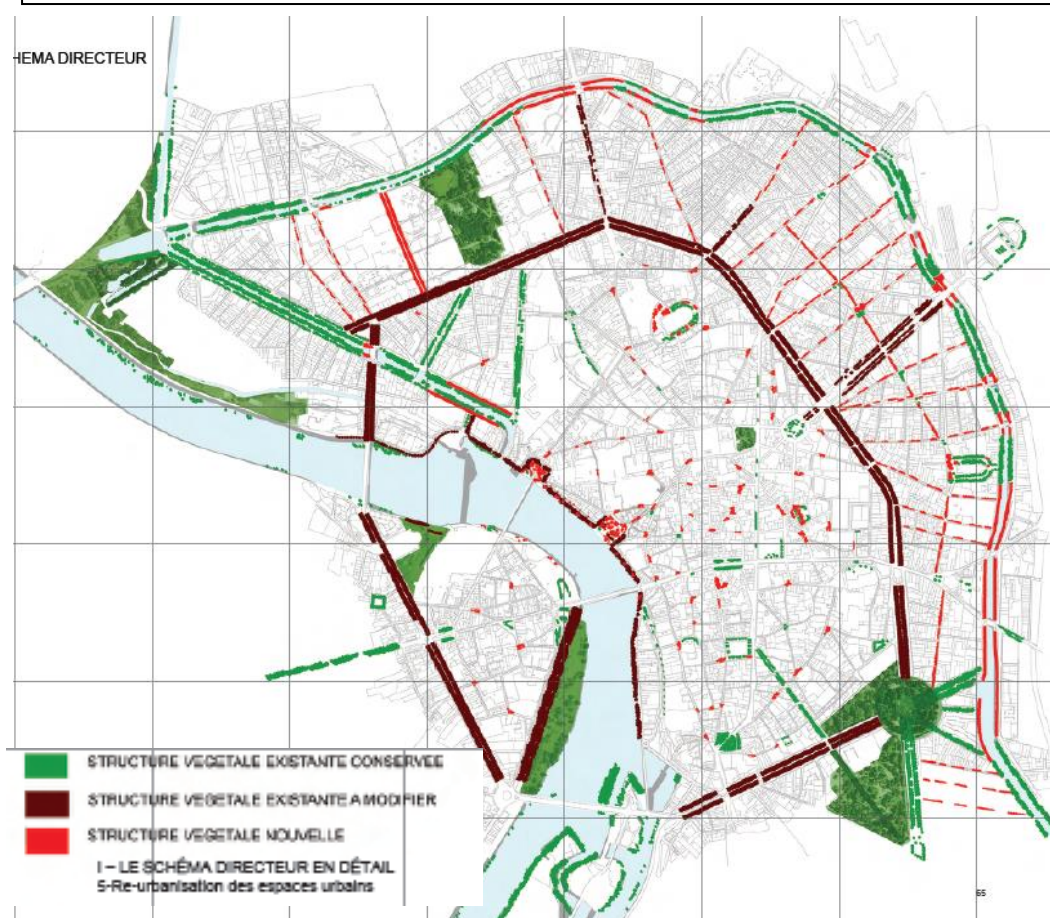 HEMA DIRECTEUR
STRUCTURE VEGETALE EXISTANTE CONSERVEE
STRUCTURE VEGETALE EXISTANTE A MODIFIER
STRUCTURE VEGETALE NOUVELLE
I – LE SCHÉMA DIRECTEUR EN DÉTAIL
5-Re-urbanisation des espaces urbains
65